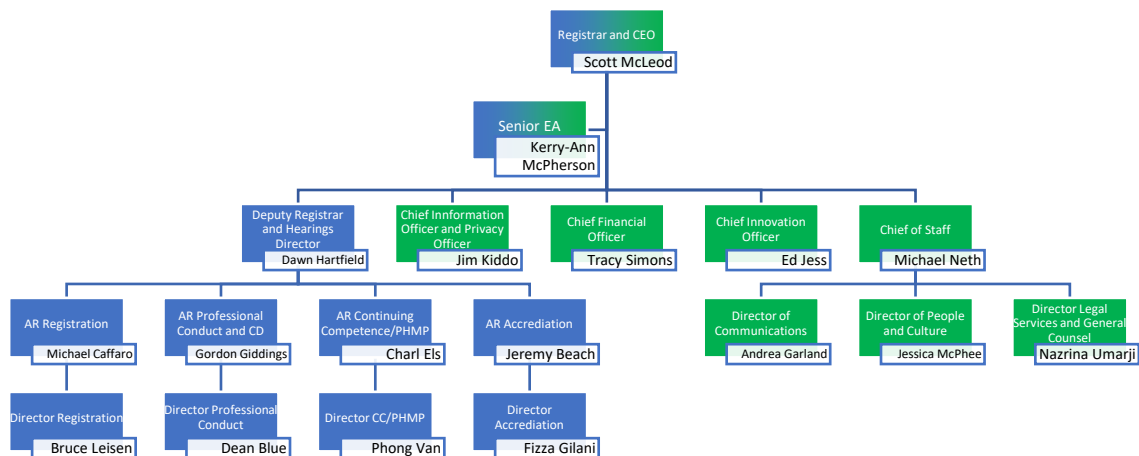 Registrar and CEO
Scott McLeod
Senior EA
Kerry-Ann
McPherson
Deputy Registrar
and Hearings
Director
Dawn Hartfield
Chief Innformation
Officer and Privacy
Officer
Jim Kiddo
Chief Financial
Officer
Tracy Simons
Chief Innovation
Officer
Ed Jess
Chief of Staff
Michael Neth
AR Registration
Michael Caffaro
AR Professional
Conduct and CD
Gordon Giddings
AR Continuing
Competence/PHMP
Charl Els
AR Accrediation
Jeremy Beach
Director of
Communications
Andrea Garland
Director of People
and Culture
Jessica McPhee
Director Legal
Services and General
Counsel
Nazrina Umarji
Director Registration
Bruce Leisen
Director Professional
Conduct
Dean Blue
Director CC/PHMP
Phong Van
Director
Accrediation
Fizza Gilani